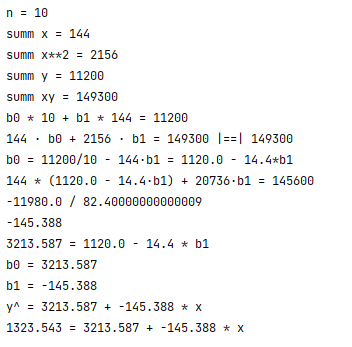 n = 10
summ x = 144
summ x**2 = 2156
summ y = 11200
summ xy = 149300
b0 * 10 + b1 * 144 = 11200
144 · b0 + 2156 · b1 = 149300 |==| 149300
b0 = 11200/10 - 144·b1 = 1120.0 - 14.4*b1
144 * (1120.0 - 14.4·b1) + 20736·b1 = 145600
-11980.0 / 82.40000000000009
-145.388
3213.587 = 1120.0 - 14.4 * b1
b0 = 3213.587
b1 = -145.388
y^ = 3213.587 + -145.388 * x
1323.543 = 3213.587 + -145.388 * x